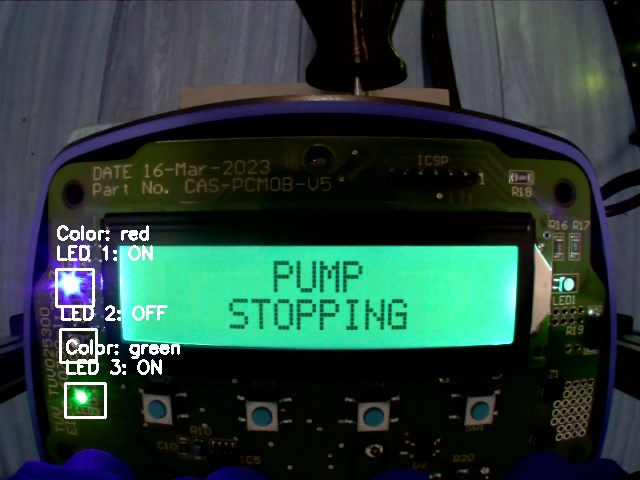 DATE 16-Mar-2023
Part No. CAS-PCMOB-V5
ICSP
1
R18
R16 R17
Color: red
LED 1: ON
PUMP
STOPPING
LED1
LED 2: OFF
R19
Color: green
LED 3: ON
R10
C10
IC5
R20